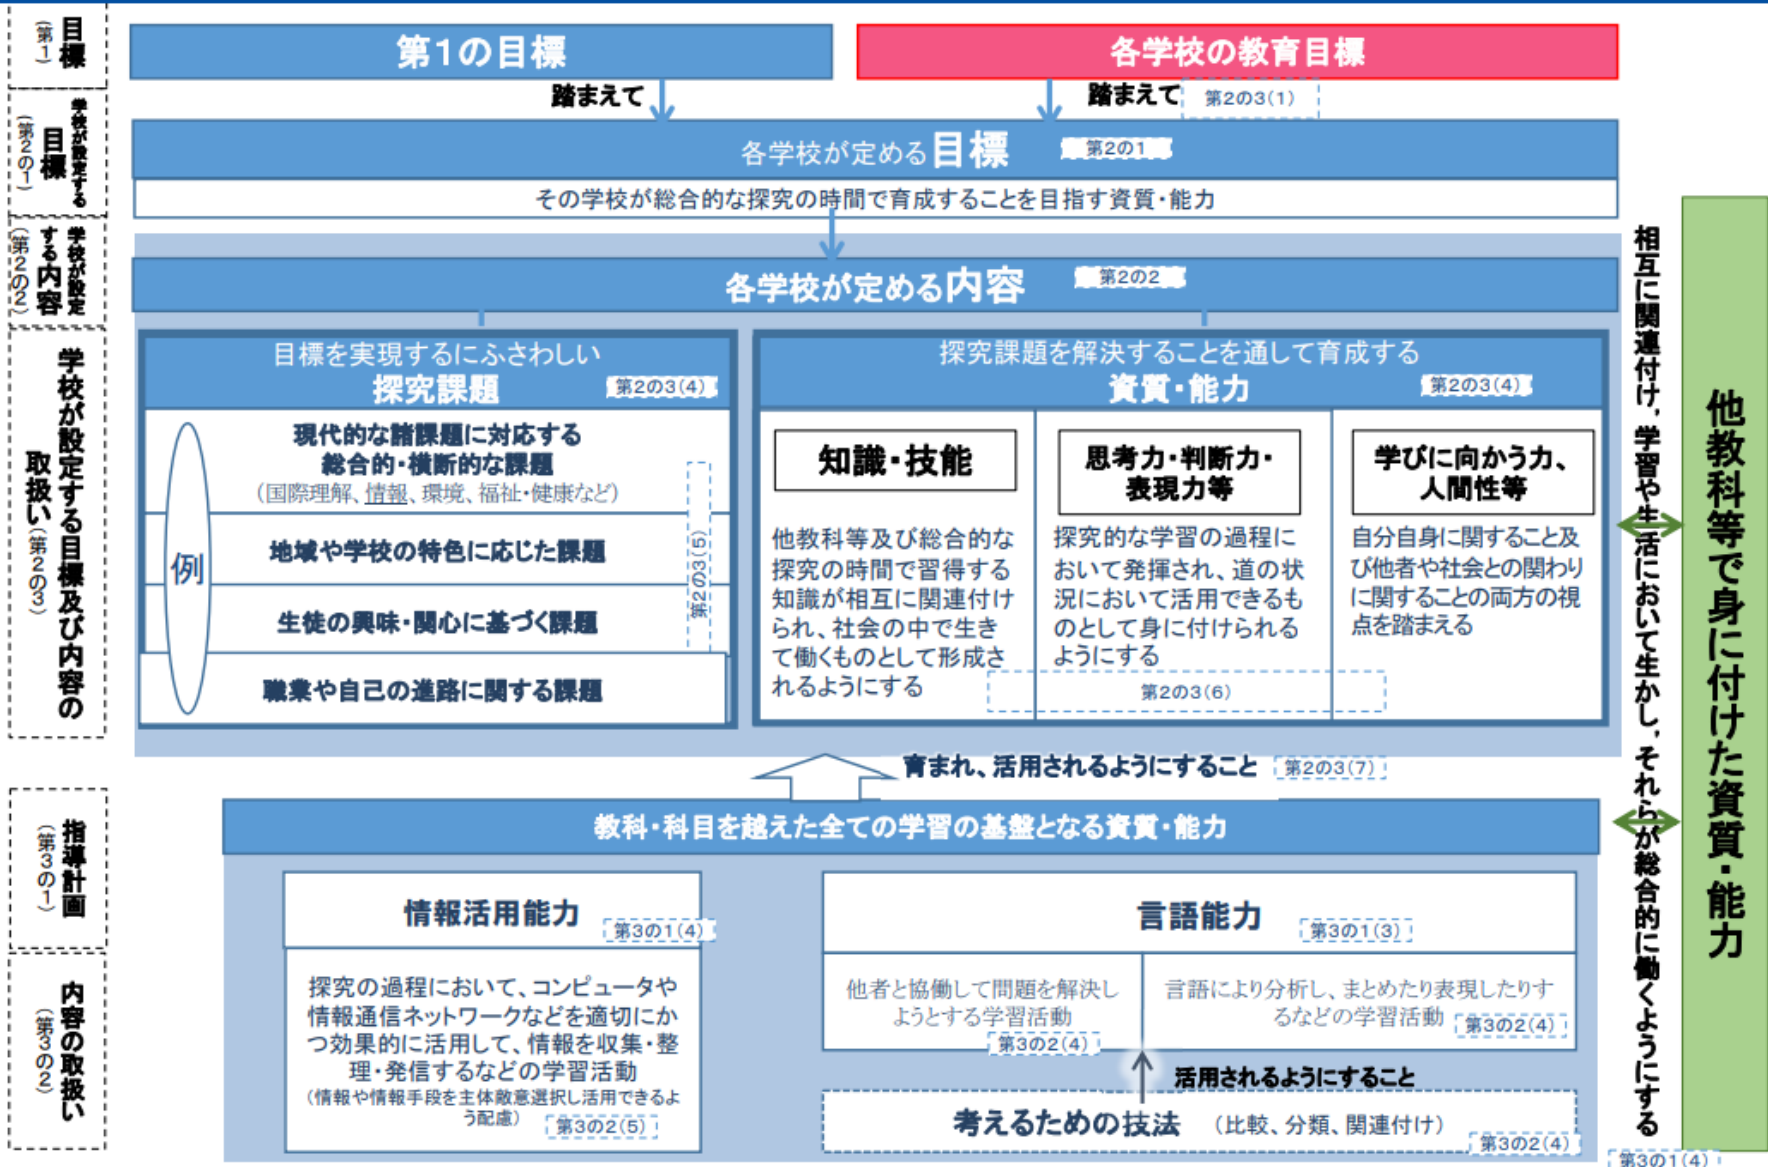 目標
(第1)
第1の目標
各学校の教育目標
踏まえて
踏まえて
第2の3(1)
学校が設定する
目標
(第2の1)
各学校が定める目標
第2の1
その学校が総合的な探究の時間で育成することを目指す資質・能力
学校が設定
する内容
(第2の2)
各学校が定める内容
第2の2
学校が設定する目標及び内容の
取扱い(第2の3)
目標を実現するにふさわしい
探究課題
第2の3(4)
例
現代的な諸課題に対応する
総合的・横断的な課題
(国際理解、情報、環境、福祉・健康など)
地域や学校の特色に応じた課題
生徒の興味・関心に基づく課題
職業や自己の進路に関する課題
第2の3(5)
探究課題を解決することを通して育成する
資質・能力
第2の3(4)
知識・技能
他教科等及び総合的な
探究の時間で習得する
知識が相互に関連付け
られ、社会の中で生き
て働くものとして形成さ
れるようにする
思考力・判断力・
表現力等
探究的な学習の過程に
おいて発揮され、道の状
況において活用できるも
のとして身に付けられる
ようにする
学びに向かう力、
人間性等
自分自身に関すること及
び他者や社会との関わり
に関することの両方の視
点を踏まえる
第2の3(6)
育まれ、活用されるようにすること
第2の3(7)
指導計画
(第3の1)
教科・科目を越えた全ての学習の基盤となる資質・能力
情報活用能力
第3の1(4)
言語能力
第3の1(3)
内容の取扱い
(第3の2)
探究の過程において、コンピュータや
情報通信ネットワークなどを適切にか
つ効果的に活用して、情報を収集・整
理・発信するなどの学習活動
(情報や情報手段を主体敵意選択し活用できるよ
う配慮)
第3の2(5)
他者と協働して問題を解決し
ようとする学習活動
第3の2(4)
言語により分析し、まとめたり表現したりす
るなどの学習活動
第3の2(4)
活用されるようにすること
考えるための技法 (比較、分類、関連付け)
第3の2(4)
相互に関連付け、学習や生活において生かし、それらが総合的に働くようにする
第3の1(4)
他教科等で身に付けた資質・能力